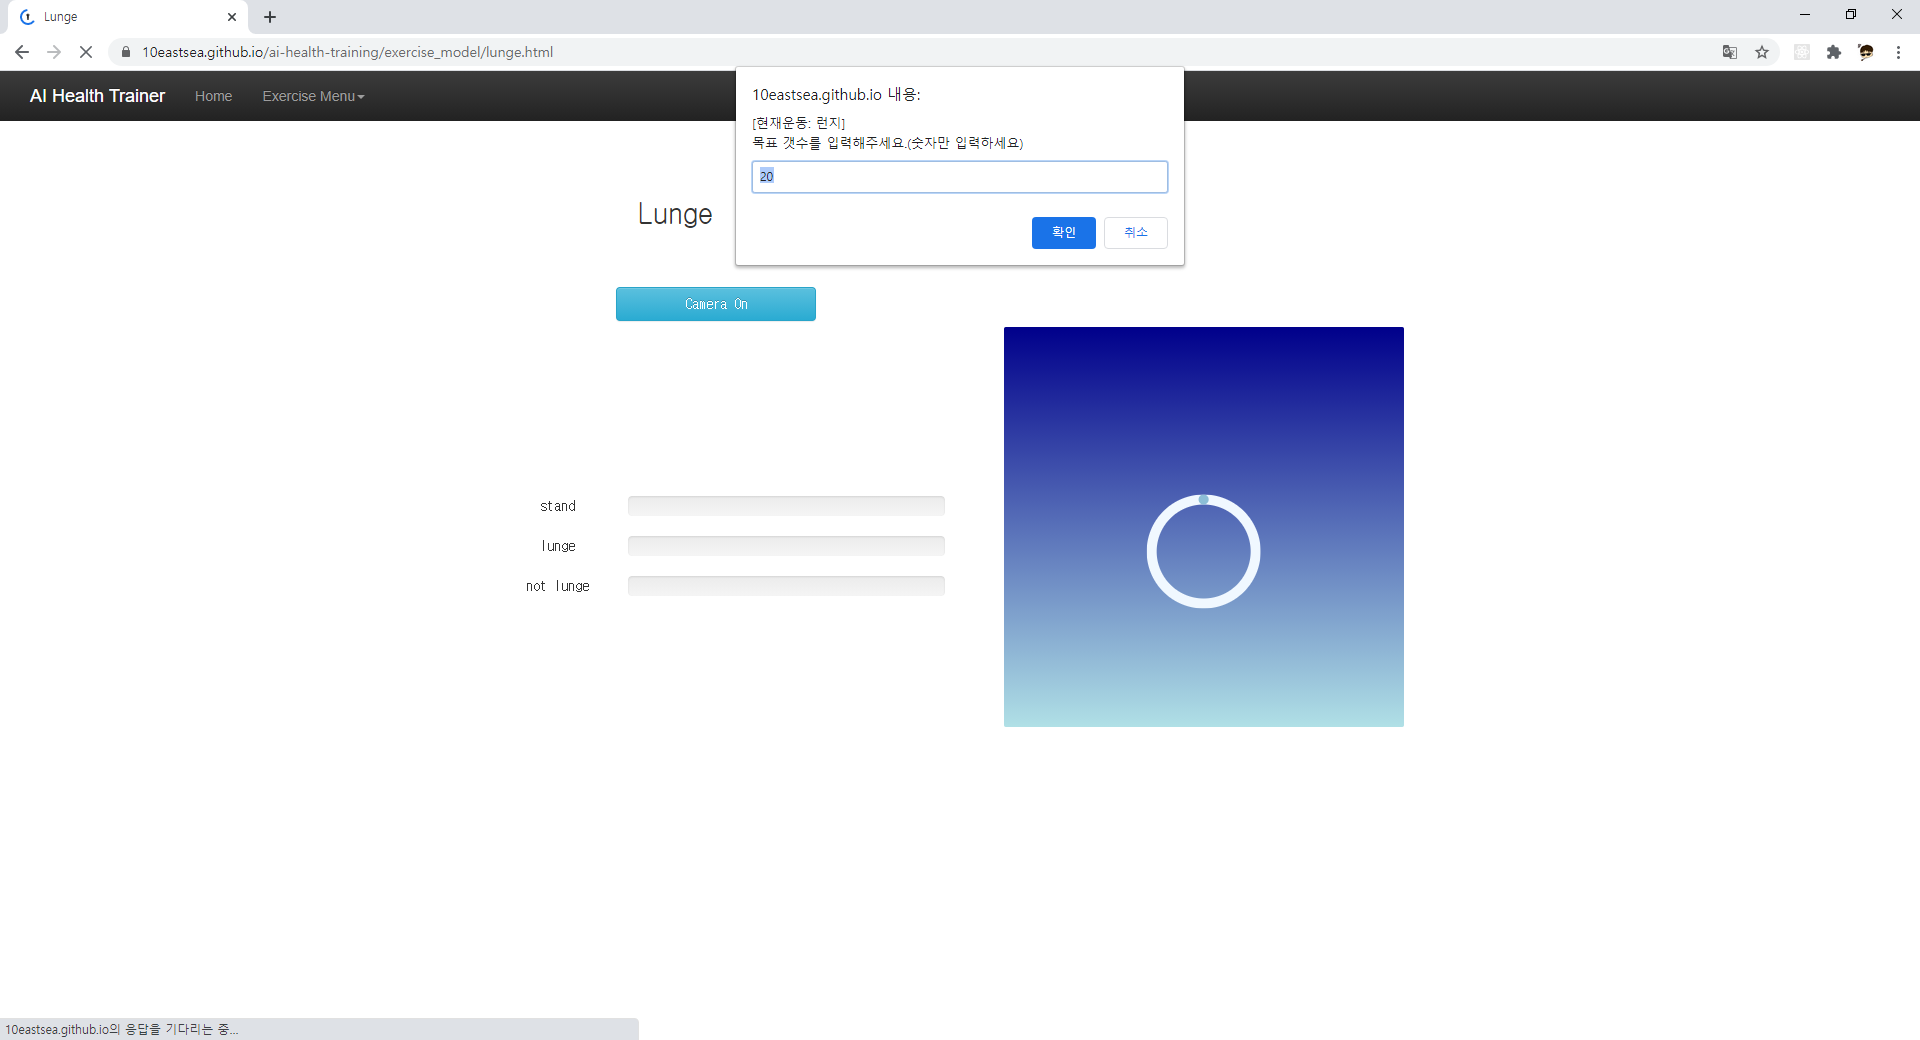 Lunge
10eastsea.github.io/ai-health-training/exercise_model/lunge.html
AI Health Trainer Home Exercise Menu
10eastsea.github.io 내용:
[현재운동: 런지]
목표 갯수를 입력해주세요.(숫자만 입력하세요)
20
확인 취소
Lunge
Camera On
stand
lunge
not lunge
10eastsea.github.io의 응답을 기다리는 중...